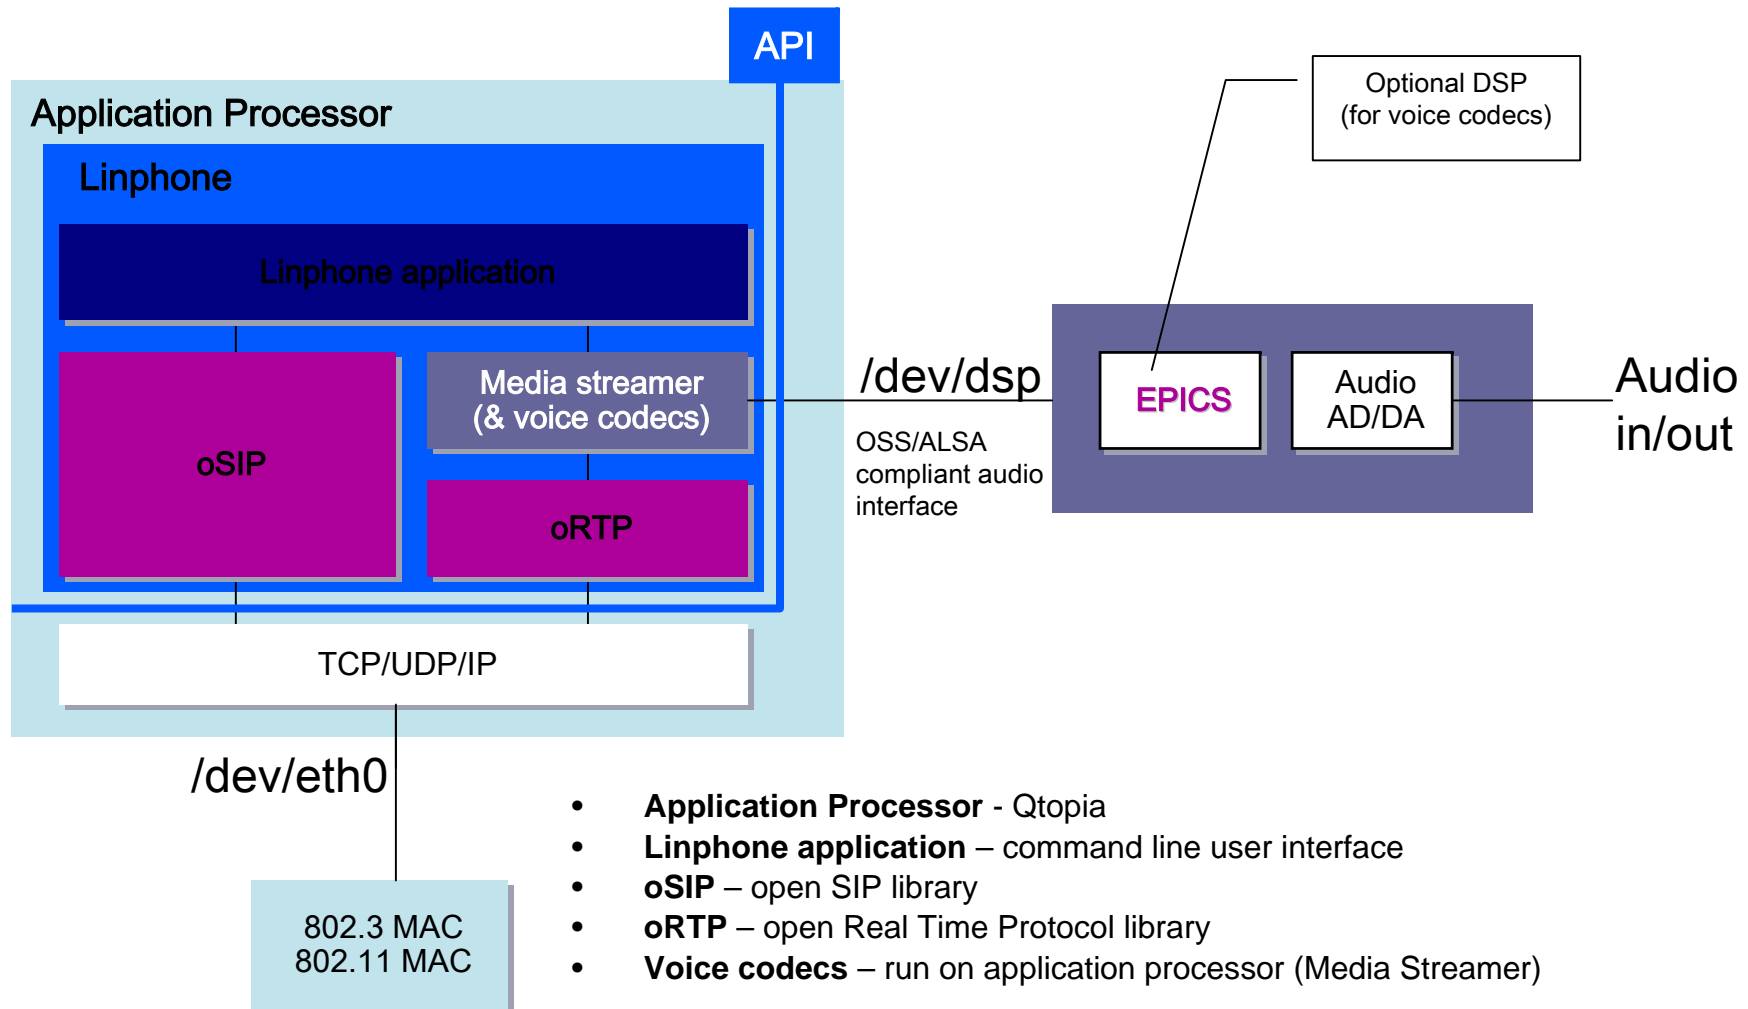 API
Application Processor
Linphone
Linphone application
oSIP
Media streamer
(& voice codecs)
oRTP
TCP/UDP/IP
/dev/eth0
802.3 MAC
802.11 MAC
/dev/dsp
OSS/ALSA
compliant audio
interface
Optional DSP
(for voice codecs)
EPICS
Audio
AD/DA
Audio
in/out
• Application Processor - Qtopia
• Linphone application – command line user interface
• oSIP – open SIP library
• oRTP – open Real Time Protocol library
• Voice codecs – run on application processor (Media Streamer)